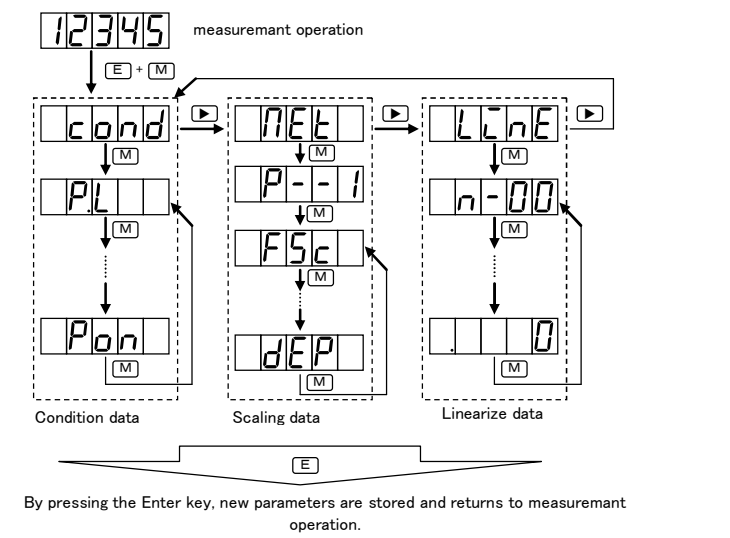 12345 measuremant operation
E + M
cond ▶ MEt ▶ LinE ▶
M M M
P.L P--1 n-00
M M M
FSc
M
Pon dEP . 0
M M M
Condition data Scaling data Linearize data
E
By pressing the Enter key, new parameters are stored and returns to measuremant
operation.